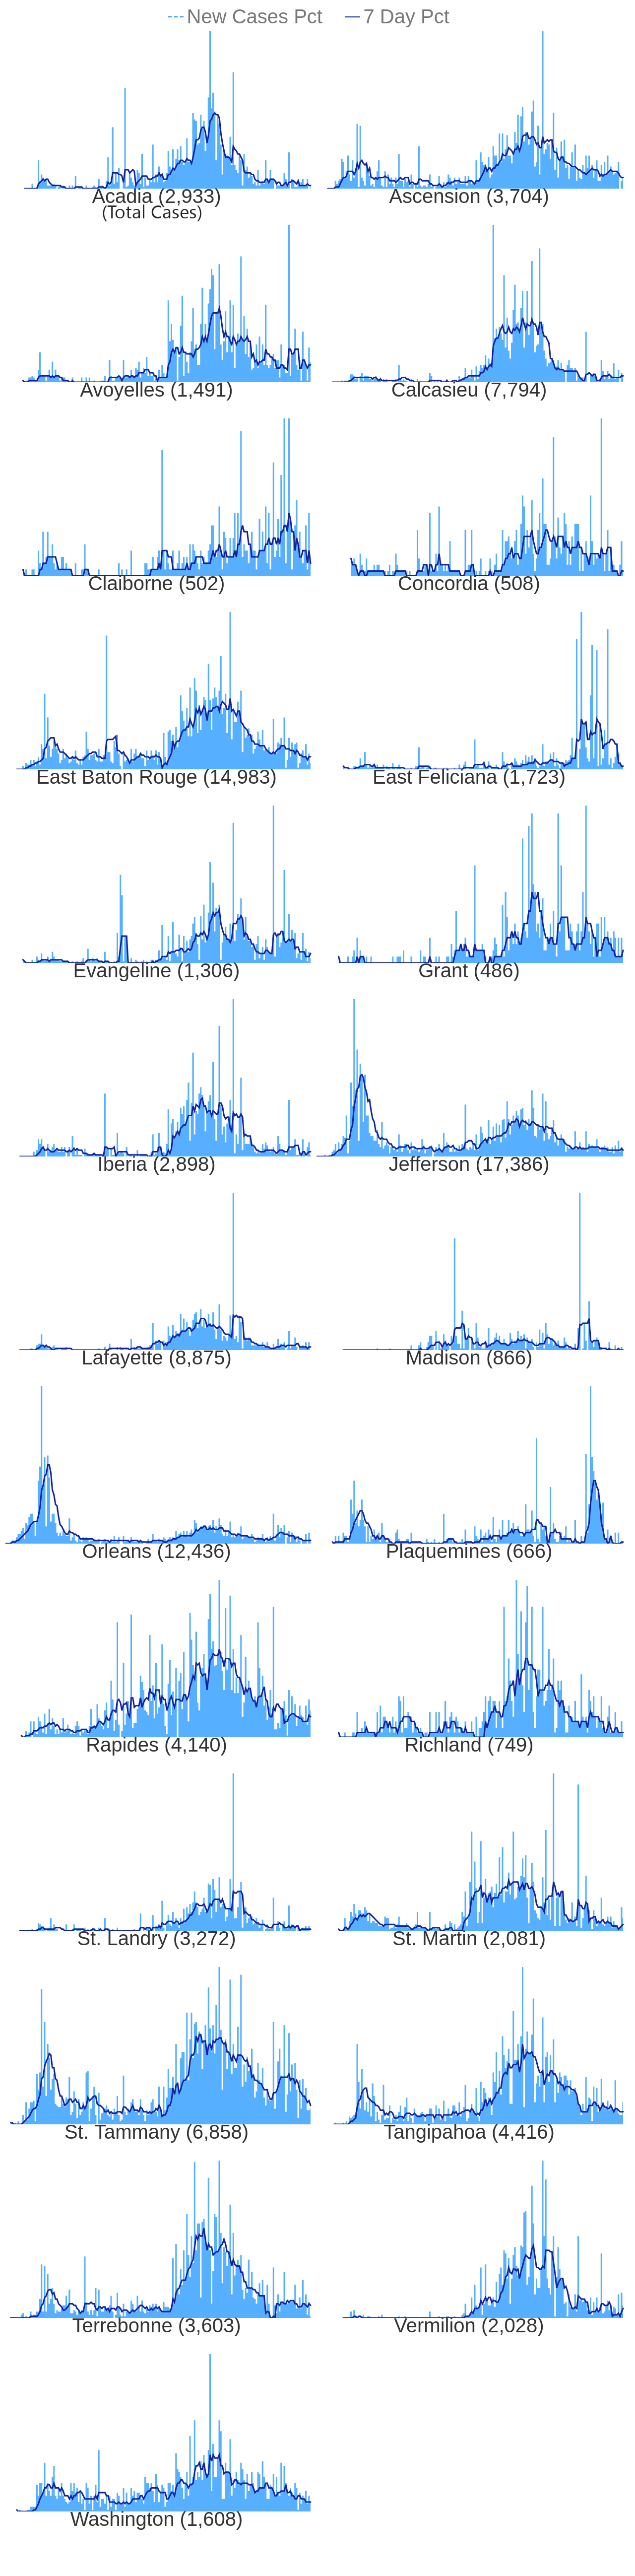 New Cases Pct 7 Day Pct
Acadia (2,933) Ascension (3,704)
(Total Cases)
Avoyelles (1,491) Calcasieu (7,794)
Claiborne (502) Concordia (508)
East Baton Rouge (14,983) East Feliciana (1,723)
Evangeline (1,306) Grant (486)
Iberia (2,898) Jefferson (17,386)
Lafayette (8,875) Madison (866)
Orleans (12,436) Plaquemines (666)
Rapides (4,140) Richland (749)
St. Landry (3,272) St. Martin (2,081)
St. Tammany (6,858) Tangipahoa (4,416)
Terrebonne (3,603) Vermilion (2,028)
Washington (1,608)